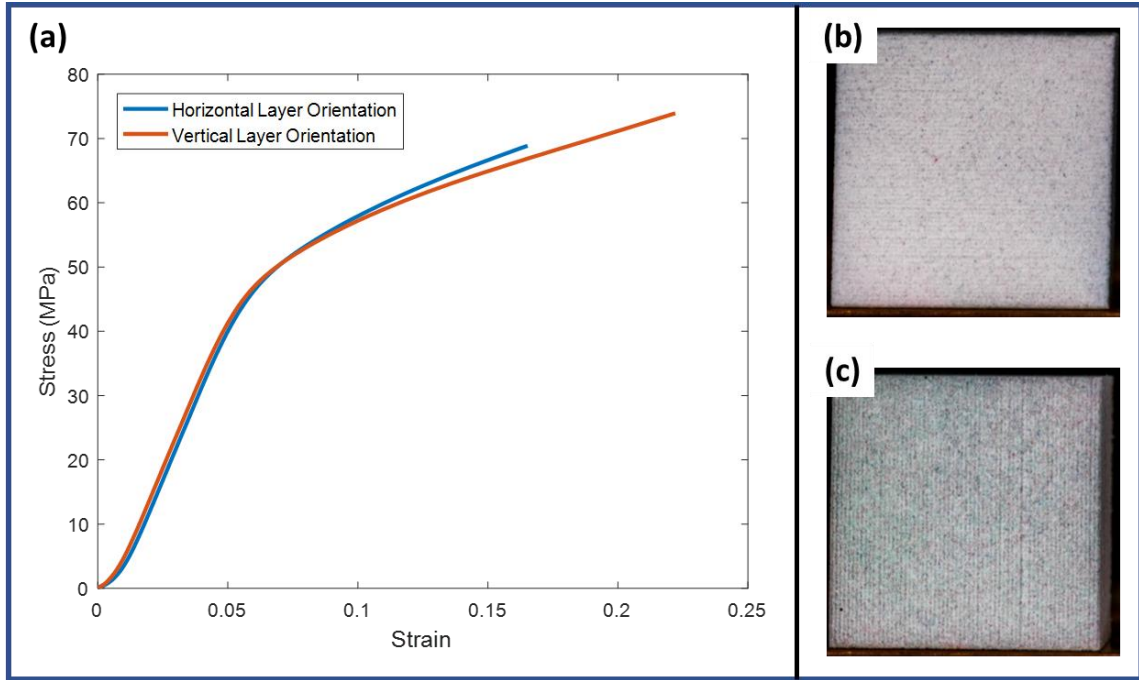 (a)
80
70
60
50
40
30
20
10
0
Stress (MPa)
Horizontal Layer Orientation
Vertical Layer Orientation
0
0.05
0.1
0.15
0.2
0.25
Strain
(b)
(c)